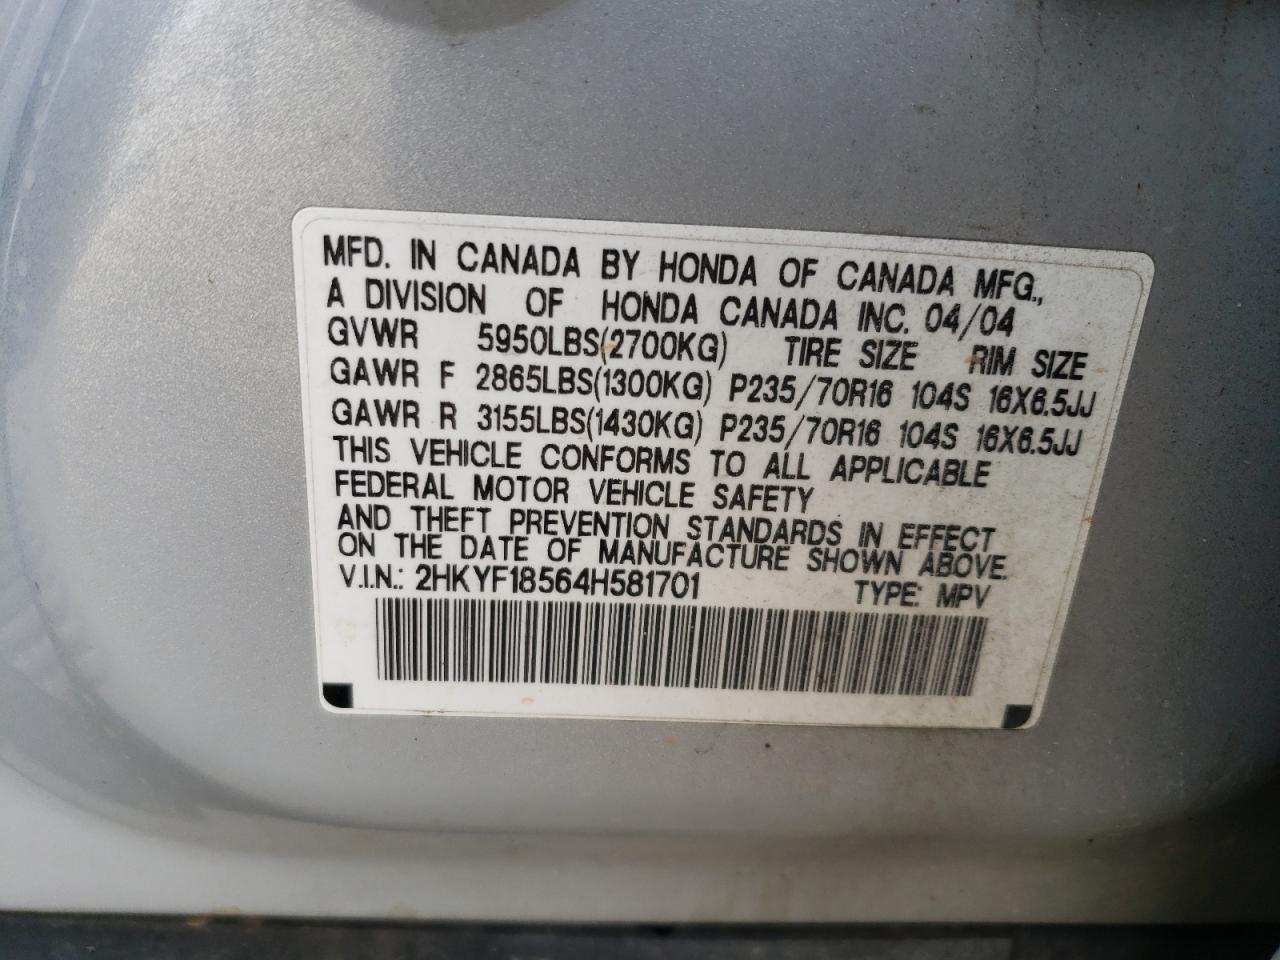 MFD. IN CANADA BY HONDA OF CANADA MFG.,
A DIVISION OF HONDA CANADA INC. 04/04
GVWR 5950LBS(2700KG) TIRE SIZE RIM SIZE
GAWR F 2865LBS(1300KG) P235/70R16 104S 16X6.5JJ
GAWR R 3155LBS(1430KG) P235/70R16 104S 16X6.5JJ
THIS VEHICLE CONFORMS TO ALL APPLICABLE
FEDERAL MOTOR VEHICLE SAFETY
AND THEFT PREVENTION STANDARDS IN EFFECT
ON THE DATE OF MANUFACTURE SHOWN ABOVE.
V.I.N.: 2HKYF18564H581701 TYPE: MPV